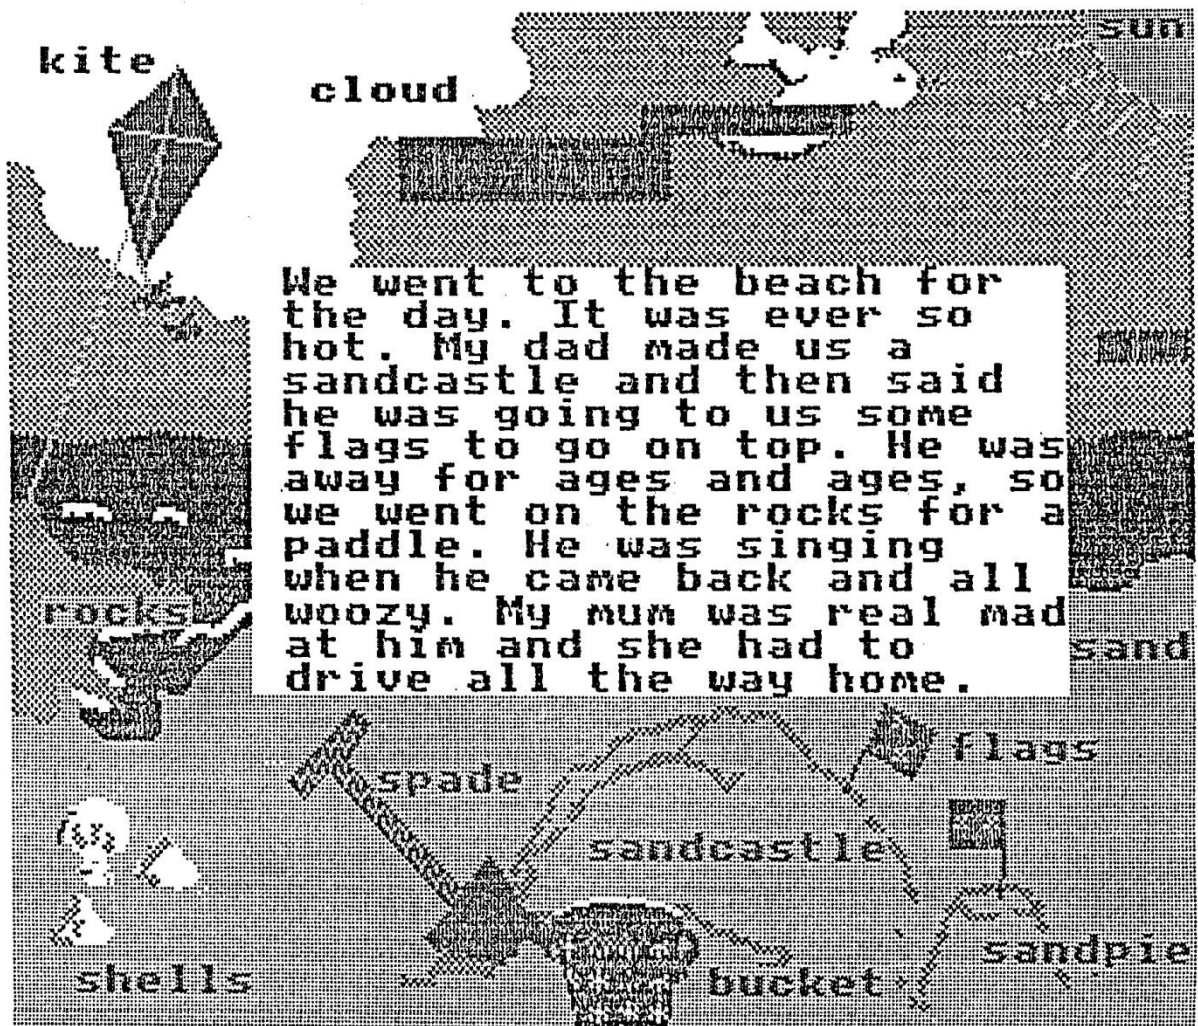 sun
kite
cloud
We went to the beach for
the day. It was ever so
hot. My dad made us a
sandcastle and then said
he was going to us some
flags to go on top. He was
away for ages and ages, so
we went on the rocks for a
paddle. He was singing
when he came back and all
woozy. My mum was real mad
at him and she had to
drive all the way home.
rocks
sand
flags
spade
sandcastle
sandpie
shells
bucket